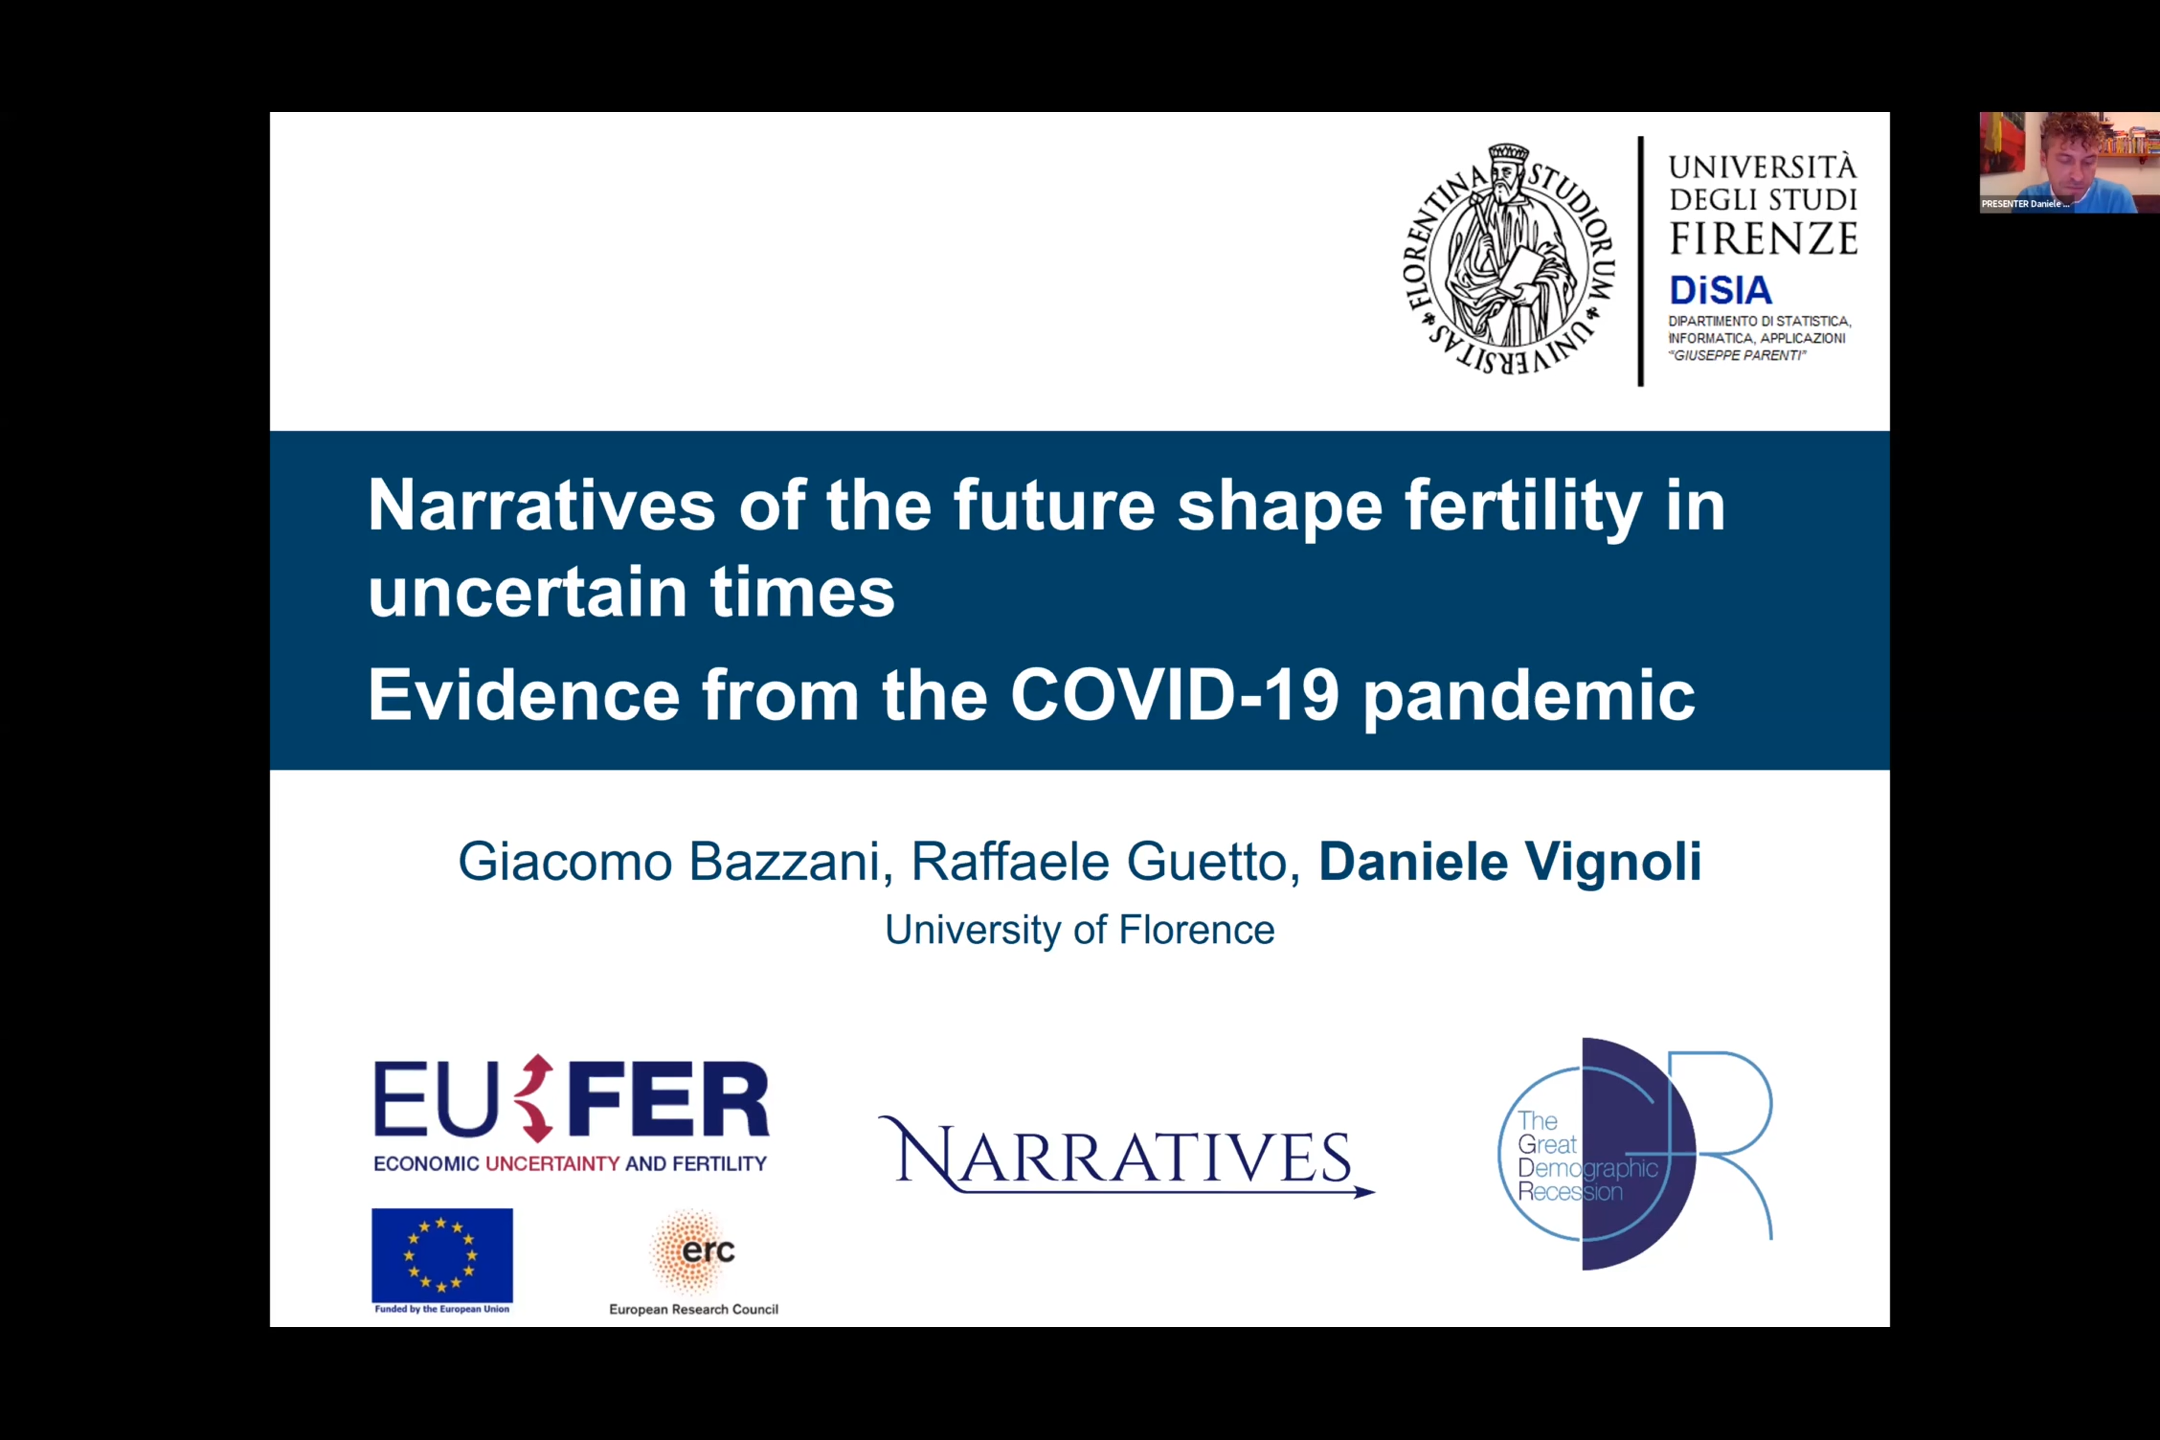 FLORENTINA STUDIORUM UNIVERSITAS
UNIVERSITÀ
DEGLI STUDI
FIRENZE
DiSIA
DIPARTIMENTO DI STATISTICA,
INFORMATICA, APPLICAZIONI
"GIUSEPPE PARENTI"
PRESENTER Daniele ...
Narratives of the future shape fertility in
uncertain times
Evidence from the COVID-19 pandemic
Giacomo Bazzani, Raffaele Guetto, Daniele Vignoli
University of Florence
EU FER
ECONOMIC UNCERTAINTY AND FERTILITY
NARRATIVES
The
Great
Demographic
Recession
Funded by the European Union
erc
European Research Council